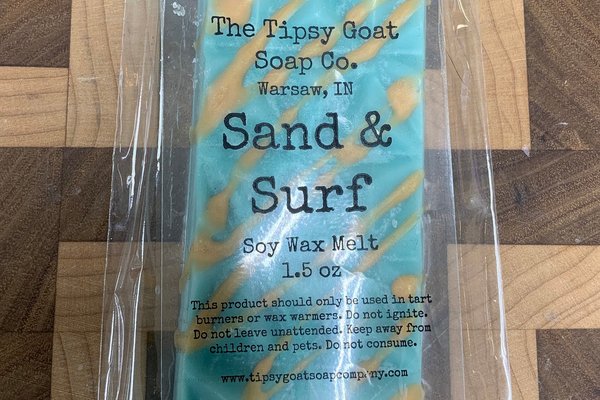 The Tipsy Goat
Soap Co.
Warsaw, IN
Sand &
Surf
Soy Wax Melt
1.5 oz
This product should only be used in tart
burners or wax warmers. Do not ignite.
Do not leave unattended. Keep away from
children and pets. Do not consume.
www.tipsygoatsoapcompany.com